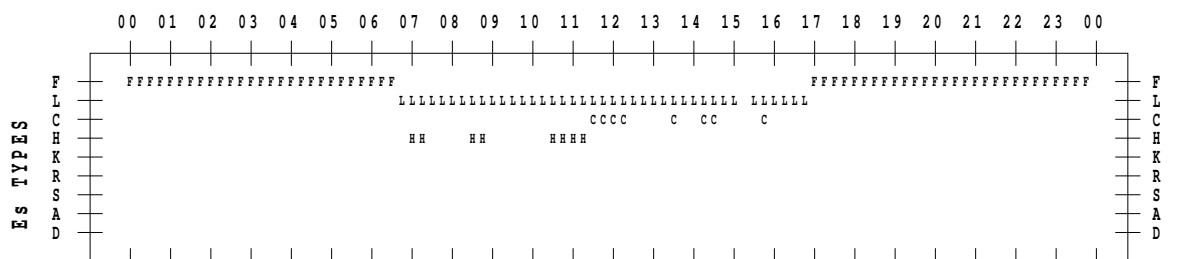 00 01 02 03 04 05 06 07 08 09 10 11 12 13 14 15 16 17 18 19 20 21 22 23 00
F FFFFFFFFFFFFFFFFFFFFFFFFFFF FFFFFFFFFFFFFFFFFFFFFFFFFFFF F
L LLLLLLLLLLLLLLLLLLLLLLLLLLLLLLLLLL LLLLLL L
C CCCC C CC C C
H HH HH HHHH H
K K
R R
S S
A A
D D
Es TYPES